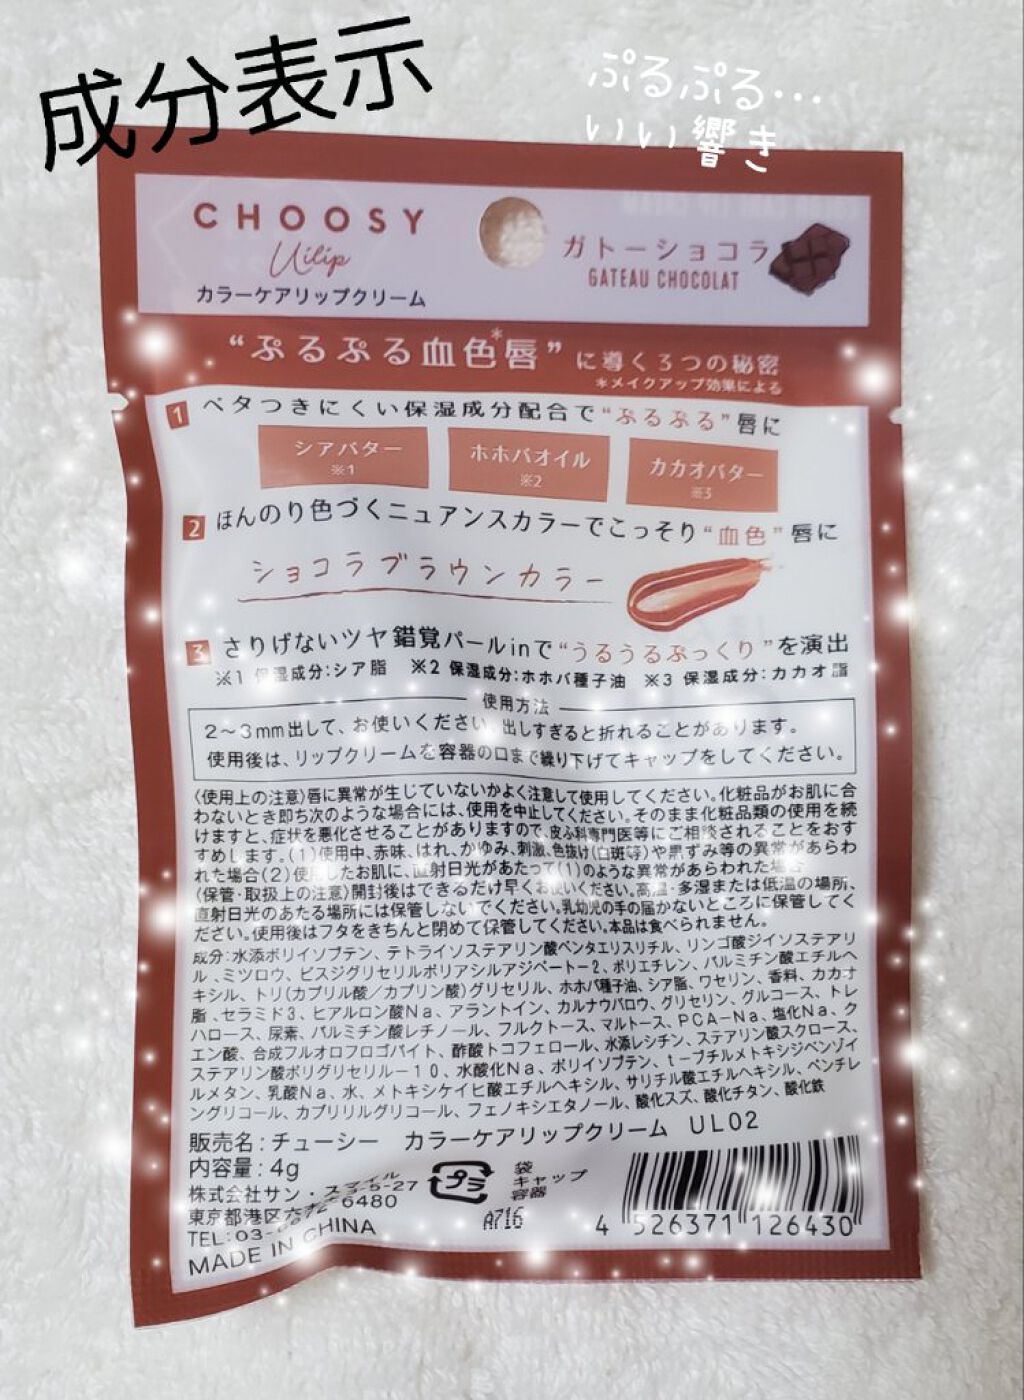 成分表示
ぷるぷる…
いい響き
CHOOSY
Uilip
カラーケアリップクリーム
ガトーショコラ
GATEAU CHOCOLAT
“ぷるぷる血色*唇”に導く3つの秘密
*メイクアップ効果による
1 ベタつきにくい保湿成分配合で“ぷるぷる”唇に
シアバター
※1
ホホバオイル
※2
カカオバター
※3
2 ほんのり色づくニュアンスカラーでこっそり“血色”唇に
ショコラブラウンカラー
3 さりげないツヤ錯覚パールinで“うるうるぷっくり”を演出
※1 保湿成分:シア脂 ※2 保湿成分:ホホバ種子油 ※3 保湿成分:カカオ脂
使用方法
2〜3mm出して、お使いください。出しすぎると折れることがあります。
使用後は、リップクリームを容器の口まで繰り下げてキャップをしてください。
〈使用上の注意〉唇に異常が生じていないかよく注意して使用してください。化粧品がお肌に合
わないとき即ち次のような場合には、使用を中止してください。そのまま化粧品類の使用を続
けますと、症状を悪化させることがありますので、皮ふ科専門医等にご相談されることをおす
すめします。(1)使用中、赤味、はれ、かゆみ、刺激、色抜け(白斑等)や黒ずみ等の異常があらわ
れた場合(2)使用したお肌に、直射日光があたって(1)のような異常があらわれた場合
〈保管・取扱上の注意〉開封後はできるだけ早くお使いください。高温・多湿または低温の場所、
直射日光のあたる場所には保管しないでください。乳幼児の手の届かないところに保管してく
ださい。使用後はフタをきちんと閉めて保管してください。本品は食べられません。
成分:水添ポリイソブテン、テトライソステアリン酸ペンタエリスリチル、リンゴ酸ジイソステアリ
ル、ミツロウ、ビスジグリセリルポリアシルアジペート-2、ポリエチレン、パルミチン酸エチルヘ
キシル、トリ(カプリル酸/カプリン酸)グリセリル、ホホバ種子油、シア脂、ワセリン、香料、カカオ
脂、セラミド3、ヒアルロン酸Na、アラントイン、カルナウバロウ、グリセリン、グルコース、トレ
ハロース、尿素、パルミチン酸レチノール、フルクトース、マルトース、PCA-Na、塩化Na、ク
エン酸、合成フルオロフロゴパイト、酢酸トコフェロール、水添レシチン、ステアリン酸スクロース、
ステアリン酸ポリグリセリル-10、水酸化Na、ポリイソブテン、t-ブチルメトキシジベンゾイ
ルメタン、乳酸Na、水、メトキシケイヒ酸エチルヘキシル、サリチル酸エチルヘキシル、ペンチレ
ングリコール、カプリリルグリコール、フェノキシエタノール、酸化スズ、酸化チタン、酸化鉄
販売名:チューシー カラーケアリップクリーム UL02
内容量:4g
株式会社サン・スマイル
東京都港区 -27
TEL:03- 6480
MADE IN CHINA
プラ
袋
キャップ
容器
A716
4 526371 126430